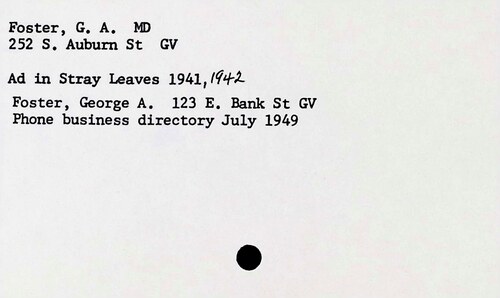 Foster, G. A. MD
252 S. Auburn St GV
Ad in Stray Leaves 1941, 1942
Foster, George A. 123 E. Bank St GV
Phone business directory July 1949